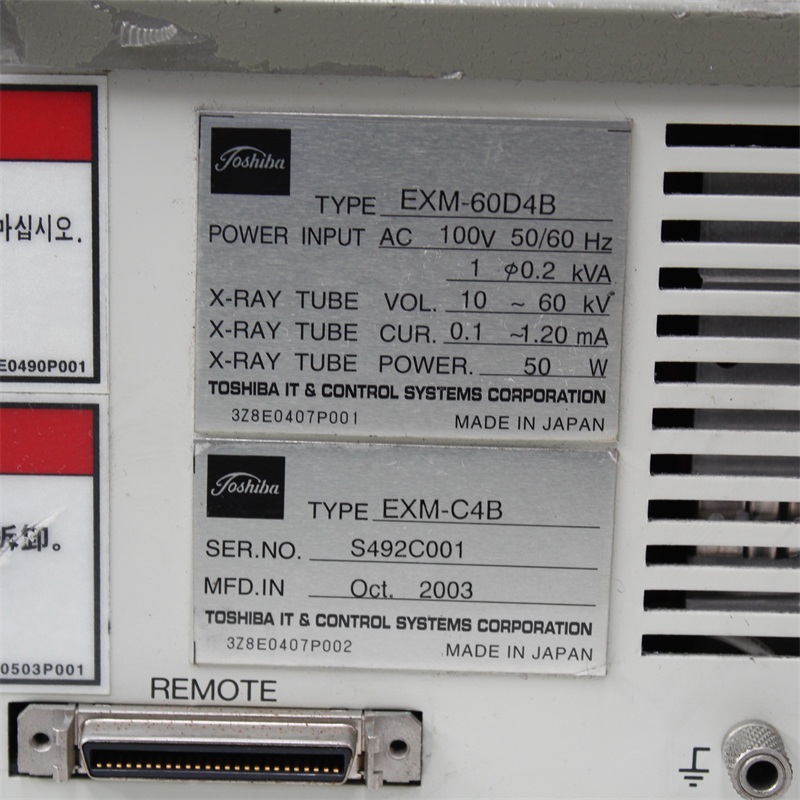 마십시오.
E0490P001
拆卸。
0503P001
Toshiba
TYPE EXM-60D4B
POWER INPUT AC 100V 50/60 Hz
1 φ0.2 kVA
X-RAY TUBE VOL. 10 ~ 60 kV
X-RAY TUBE CUR. 0.1 ~1.20 mA
X-RAY TUBE POWER. 50 W
TOSHIBA IT & CONTROL SYSTEMS CORPORATION
3Z8E0407P001 MADE IN JAPAN
Toshiba
TYPE EXM-C4B
SER.NO. S492C001
MFD.IN Oct. 2003
TOSHIBA IT & CONTROL SYSTEMS CORPORATION
3Z8E0407P002 MADE IN JAPAN
REMOTE